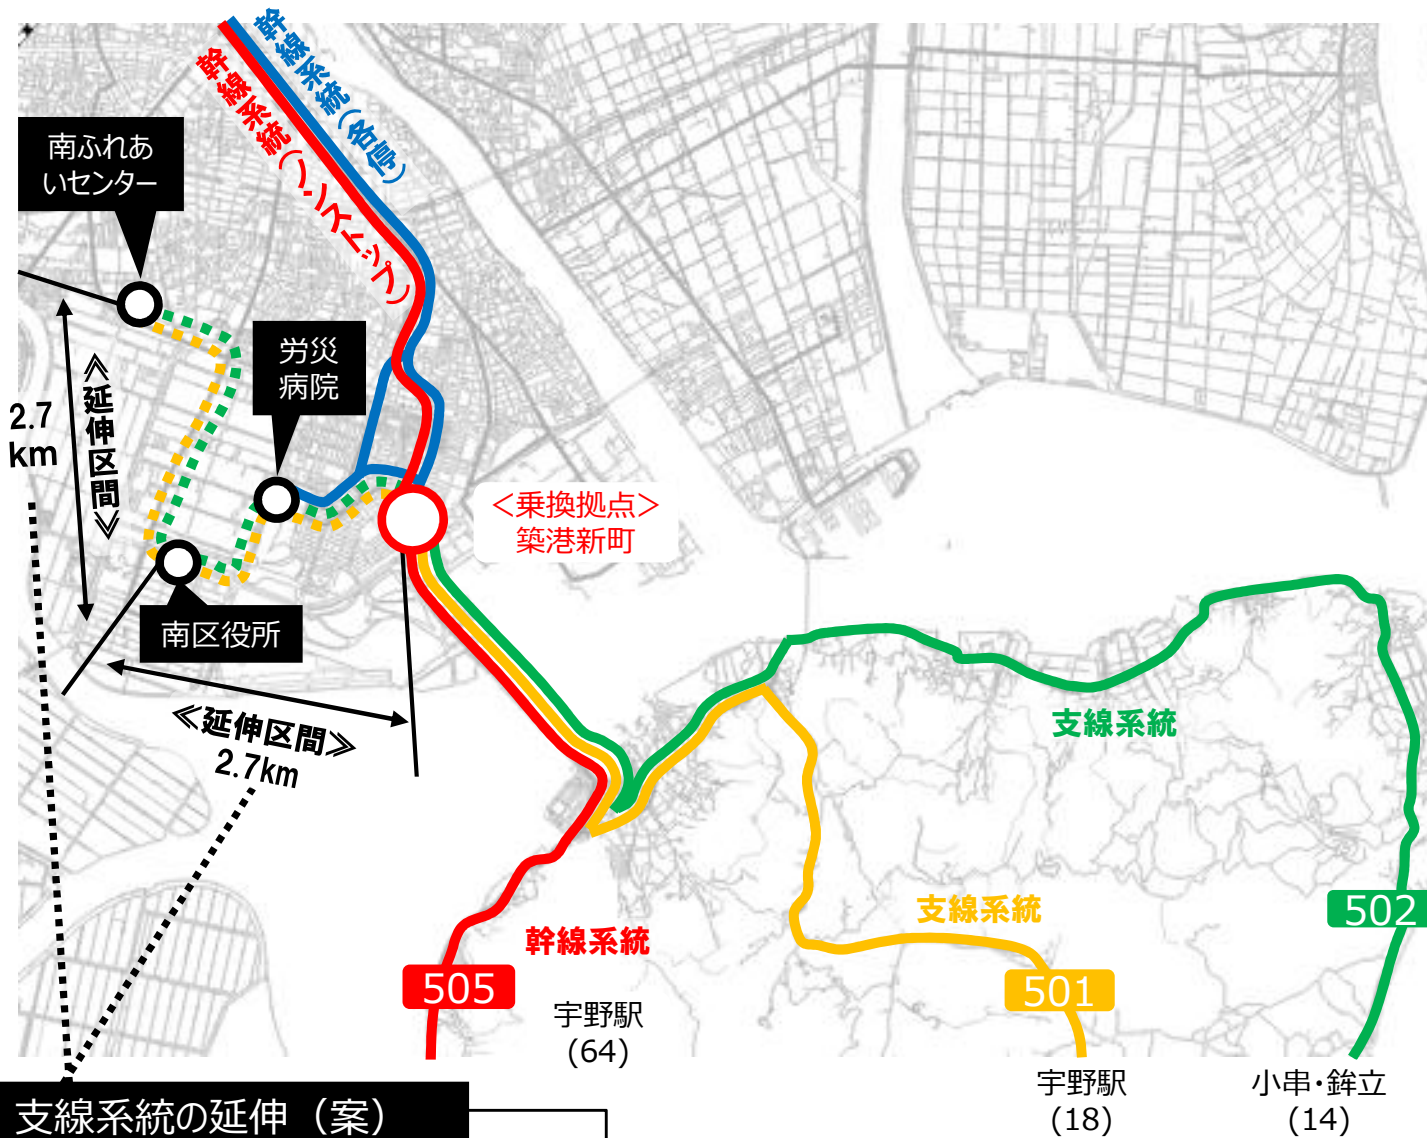 幹線系統(各停)
幹線系統(ノンストップ)
南ふれあ
いセンター
労災
病院
2.7
km
≪延伸区間≫
<乗換拠点>
築港新町
南区役所
≪延伸区間≫
2.7km
支線系統
支線系統
502
幹線系統
505
501
宇野駅
(64)
宇野駅
(18)
小串・鉾立
(14)
支線系統の延伸（案）